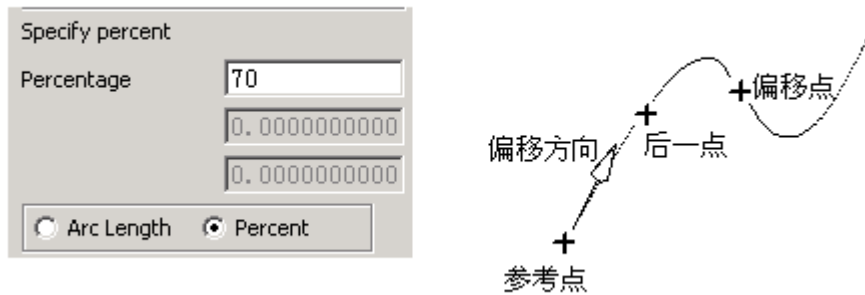 Specify percent
Percentage 70
0.0000000000
0.0000000000
Arc Length Percent
偏移点
偏移方向 后一点
参考点